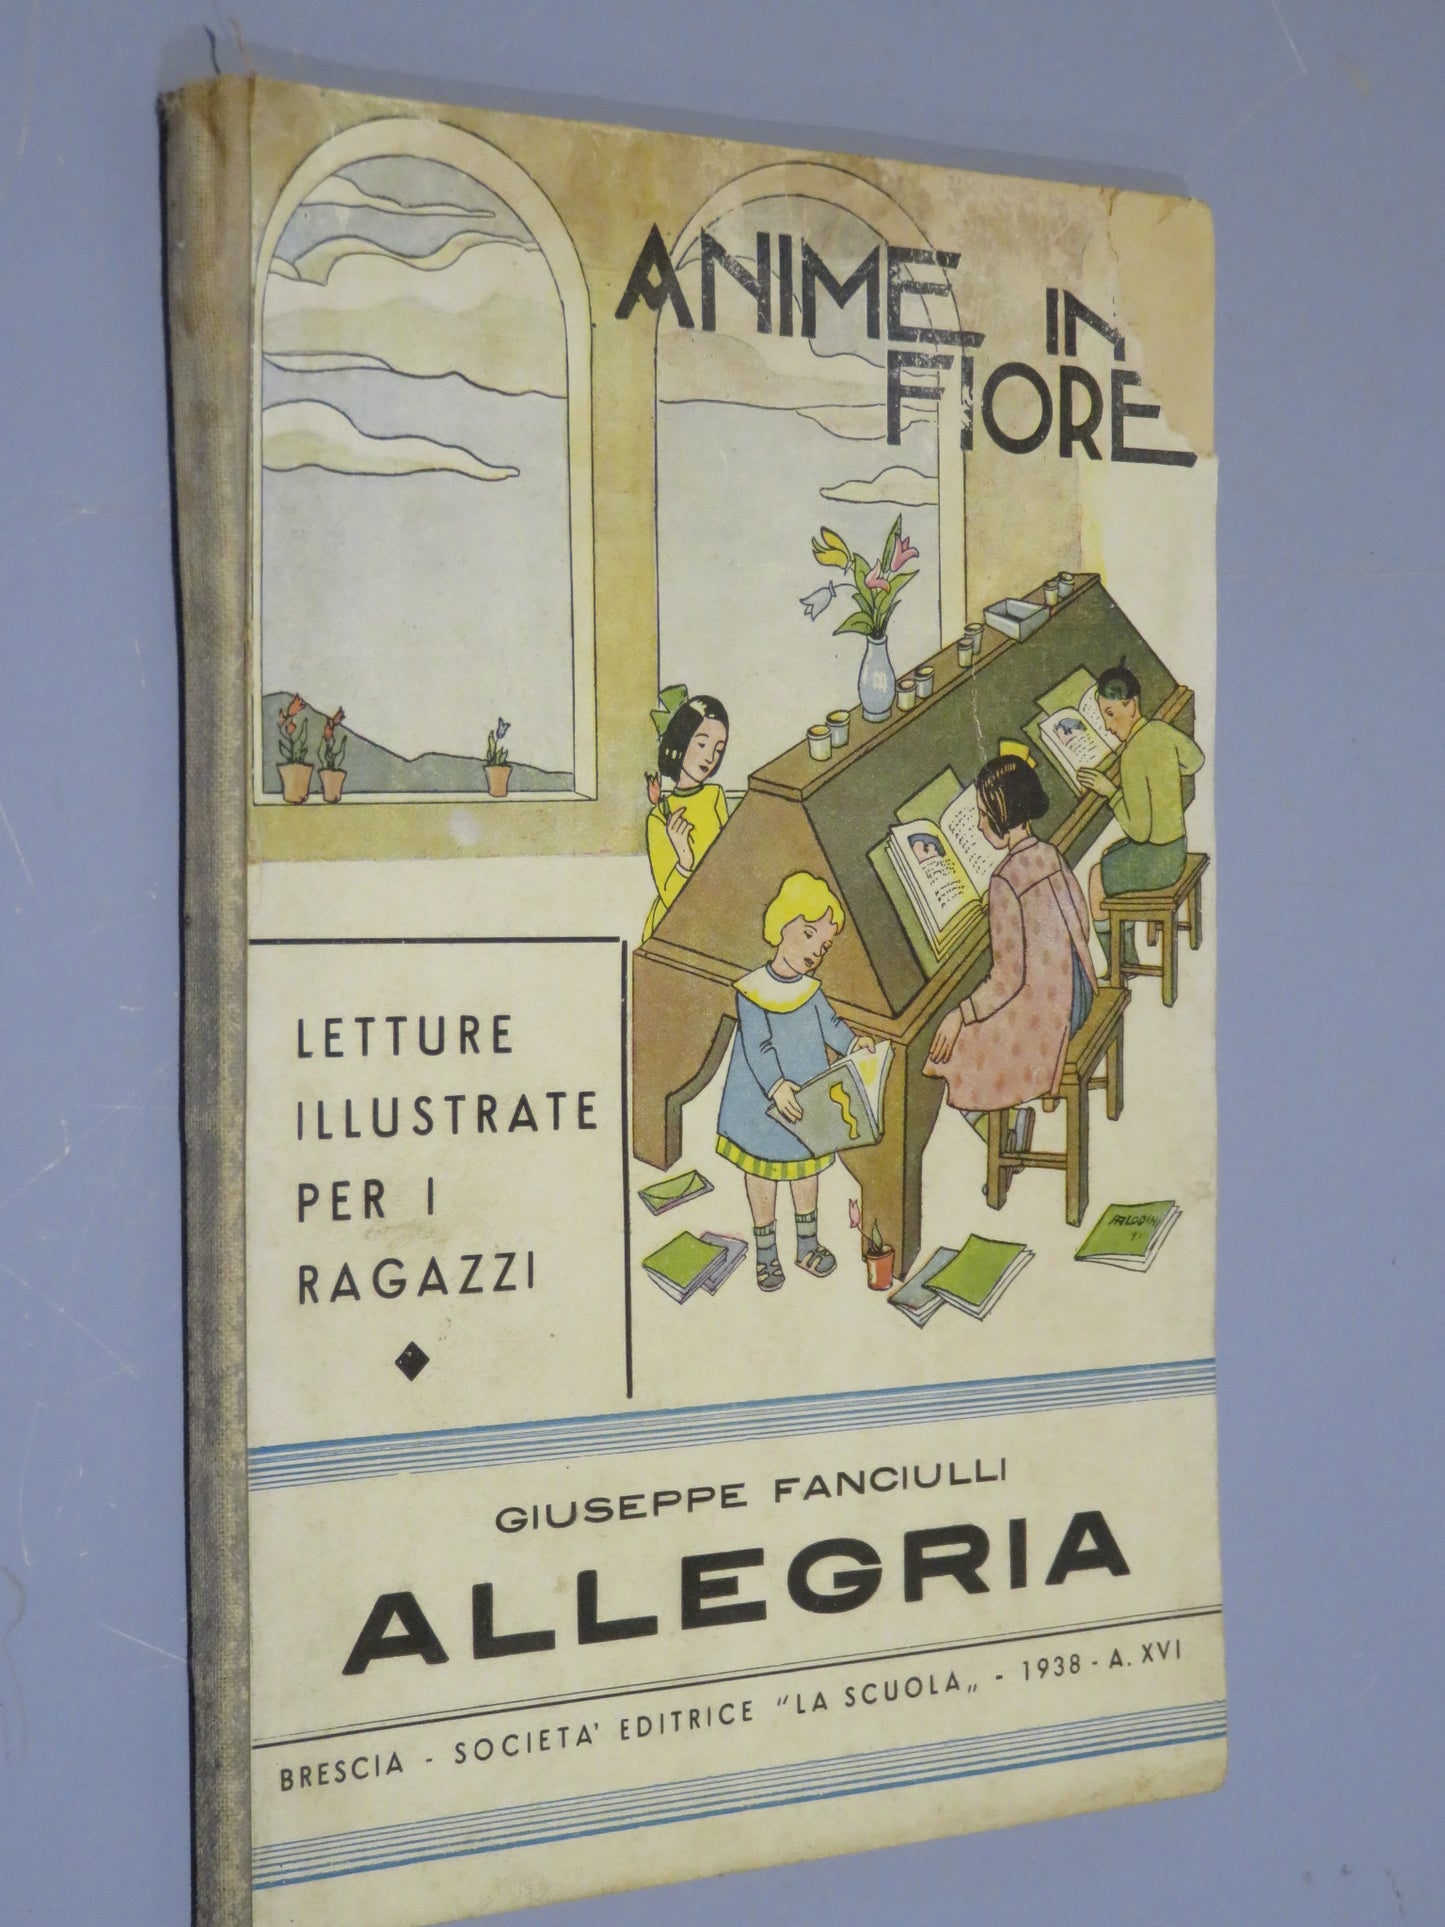 ANIME IN
FIORE
LETTURE
ILLUSTRATE
PER I
RAGAZZI
GIUSEPPE FANCIULLI
ALLEGRIA
BRESCIA - SOCIETA' EDITRICE "LA SCUOLA„ - 1938 - A. XVI